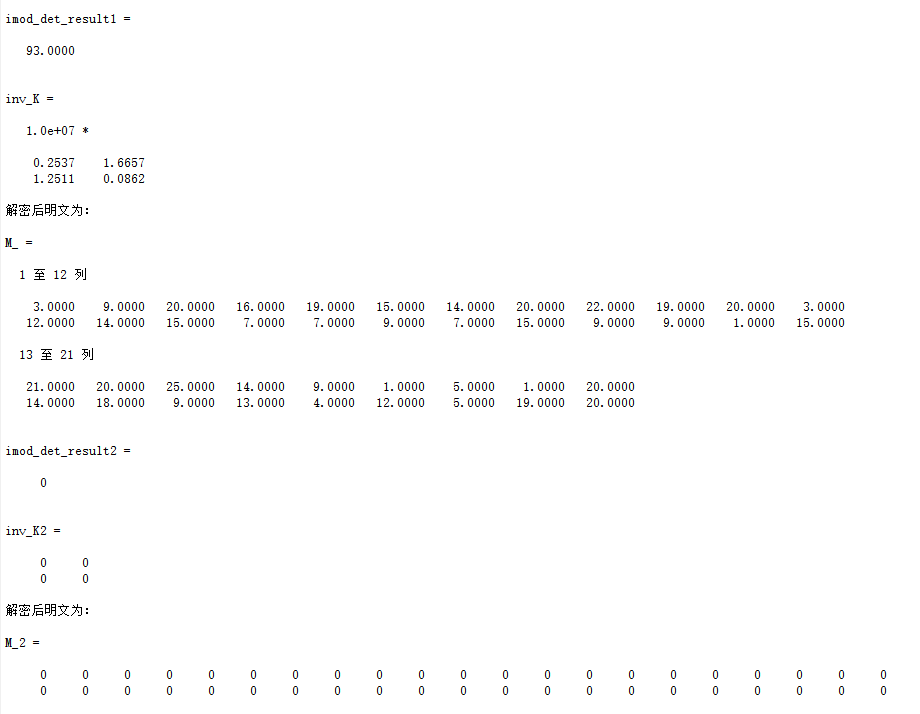 imod_det_result1 =
93.0000
inv_K =
1.0e+07 *
0.2537 1.6657
1.2511 0.0862
解密后明文为:
M_ =
1 至 12 列
3.0000 9.0000 20.0000 16.0000 19.0000 15.0000 14.0000 20.0000 22.0000 19.0000 20.0000 3.0000
12.0000 14.0000 15.0000 7.0000 7.0000 9.0000 7.0000 15.0000 9.0000 9.0000 1.0000 15.0000
13 至 21 列
21.0000 20.0000 25.0000 14.0000 9.0000 1.0000 5.0000 1.0000 20.0000
14.0000 18.0000 9.0000 13.0000 4.0000 12.0000 5.0000 19.0000 20.0000
imod_det_result2 =
0
inv_K2 =
0 0
0 0
解密后明文为:
M_2 =
0 0 0 0 0 0 0 0 0 0 0 0 0 0 0 0 0 0 0 0 0
0 0 0 0 0 0 0 0 0 0 0 0 0 0 0 0 0 0 0 0 0